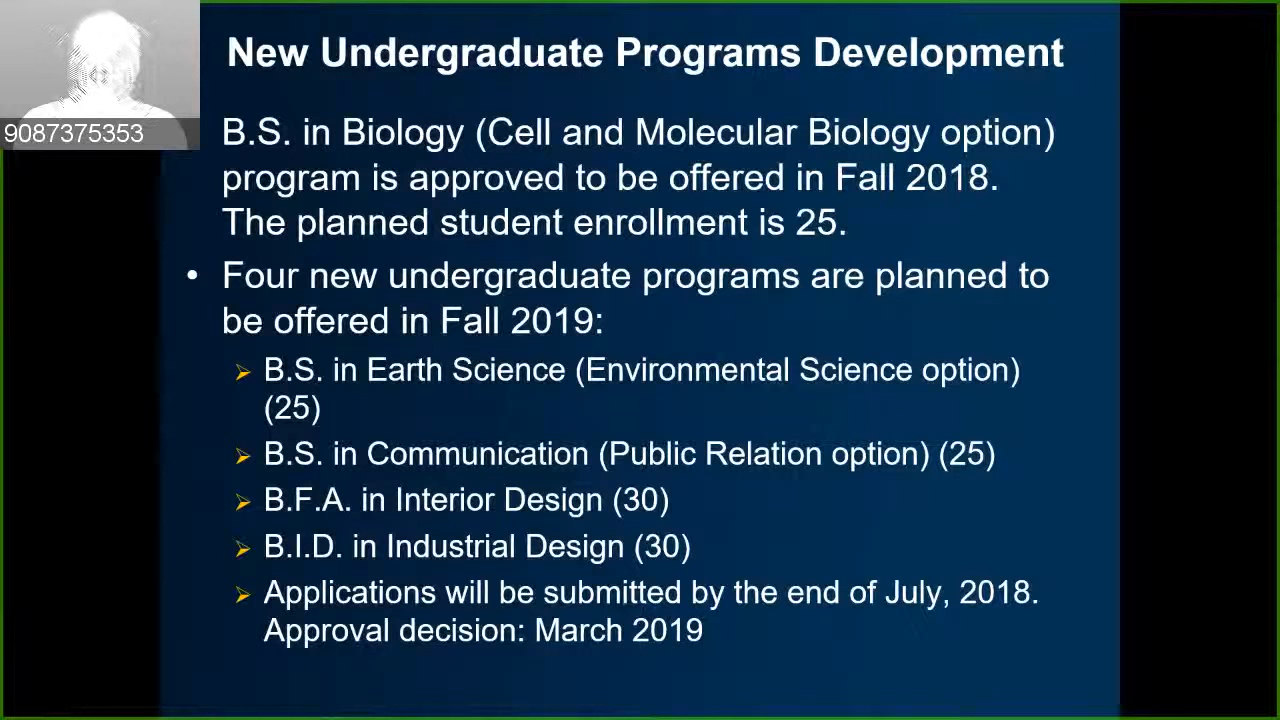 New Undergraduate Programs Development
9087375353
B.S. in Biology (Cell and Molecular Biology option)
program is approved to be offered in Fall 2018.
The planned student enrollment is 25.
• Four new undergraduate programs are planned to
be offered in Fall 2019:
➢ B.S. in Earth Science (Environmental Science option)
(25)
➢ B.S. in Communication (Public Relation option) (25)
➢ B.F.A. in Interior Design (30)
➢ B.I.D. in Industrial Design (30)
➢ Applications will be submitted by the end of July, 2018.
Approval decision: March 2019